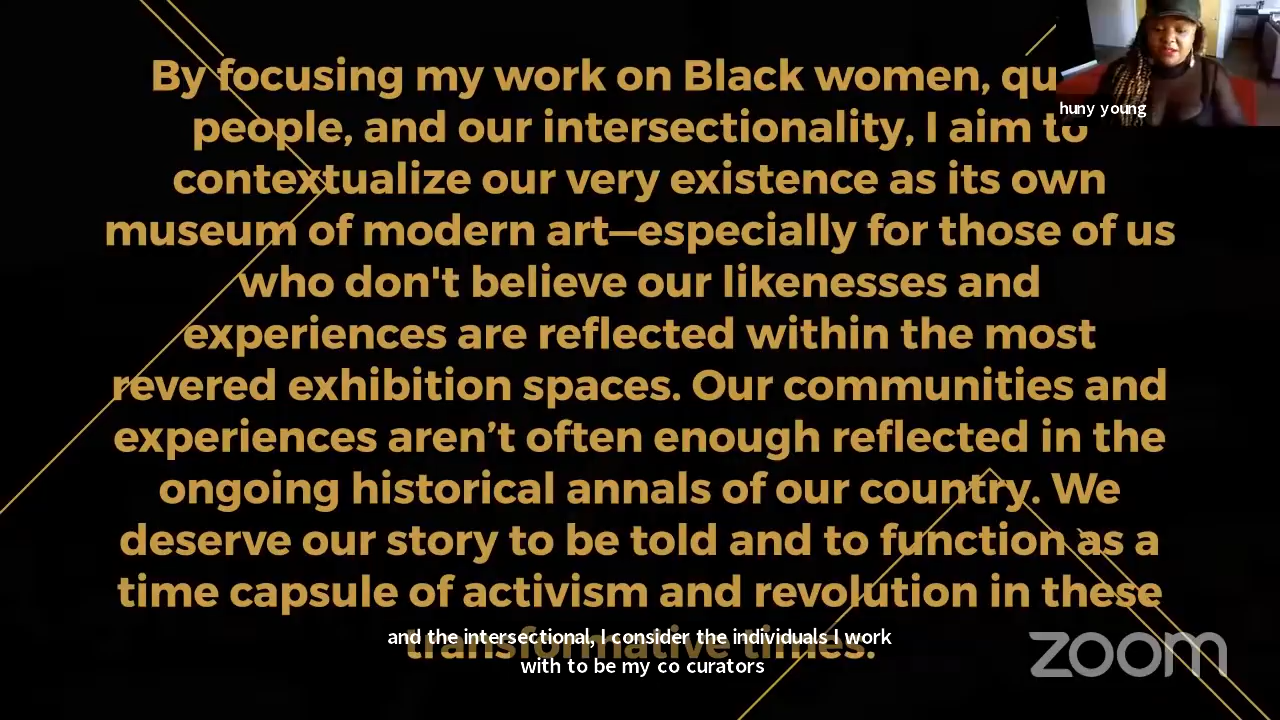 By focusing my work on Black women, qu
people, and our intersectionality, I aim to
contextualize our very existence as its own
museum of modern art—especially for those of us
who don't believe our likenesses and
experiences are reflected within the most
revered exhibition spaces. Our communities and
experiences aren’t often enough reflected in the
ongoing historical annals of our country. We
deserve our story to be told and to function as a
time capsule of activism and revolution in these
transformative times.
huny young
and the intersectional, I consider the individuals I work
with to be my co curators
zoom